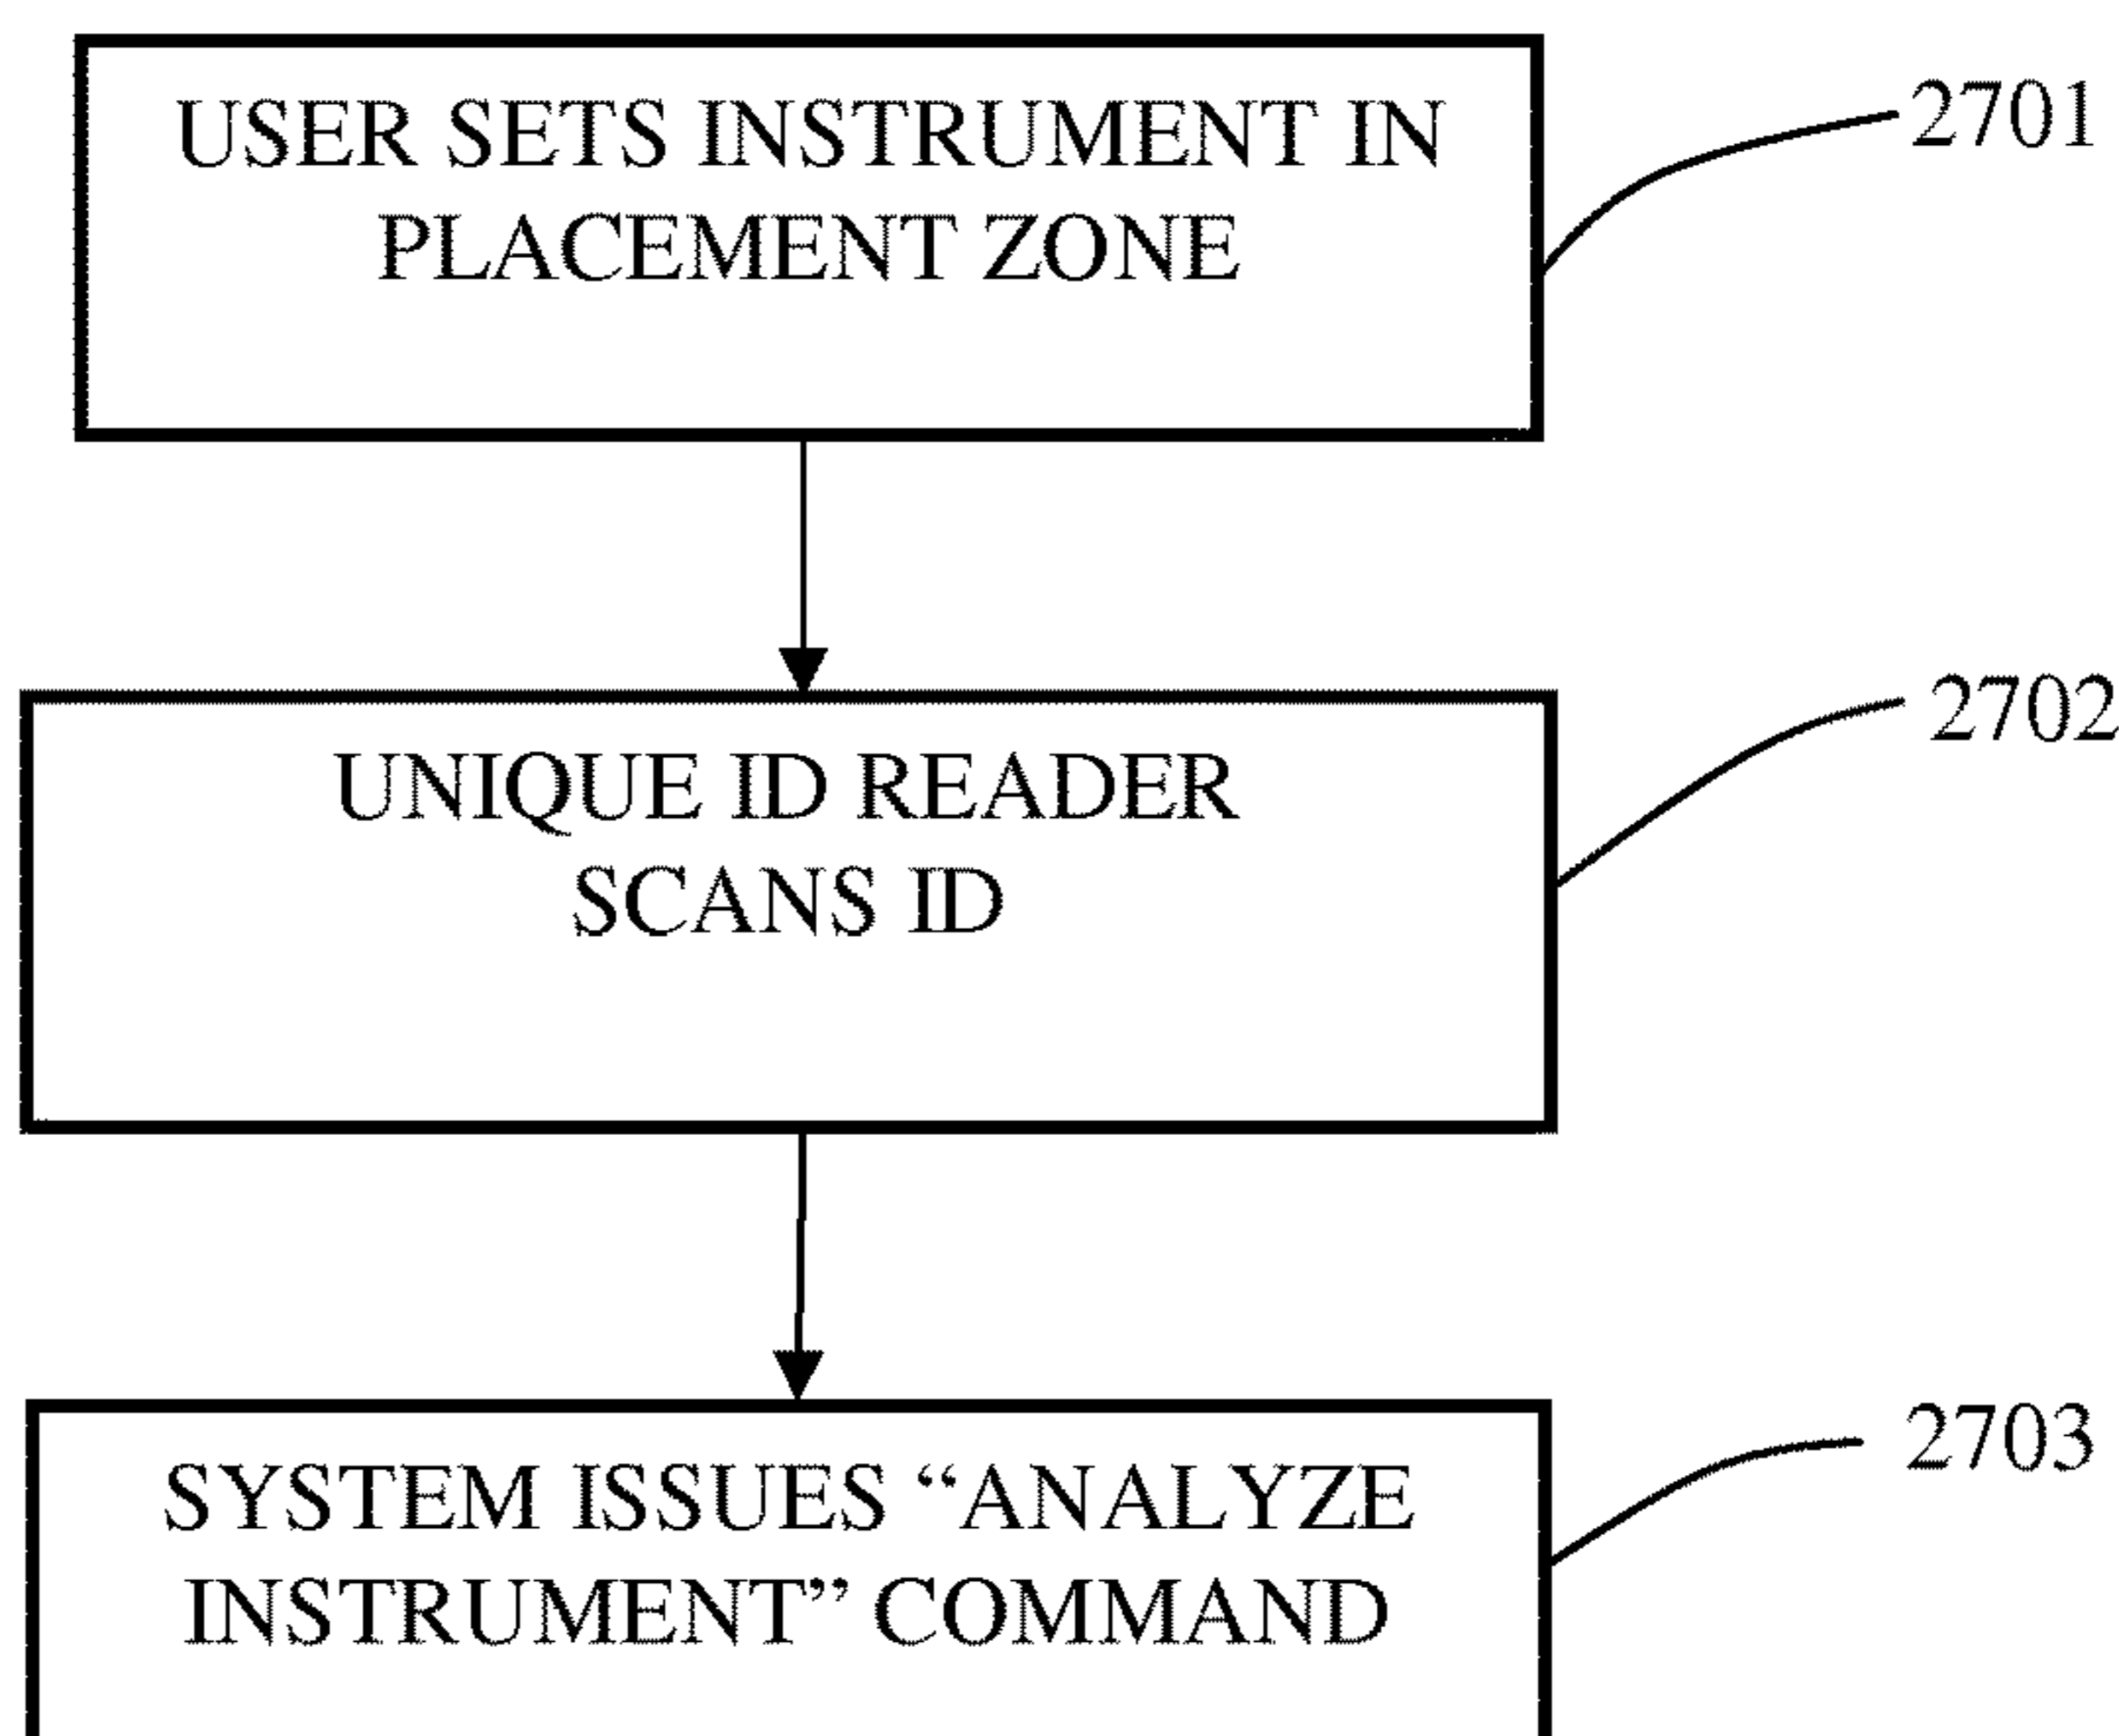 USER SETS INSTRUMENT IN
PLACEMENT ZONE
2701
UNIQUE ID READER
SCANS ID
2702
SYSTEM ISSUES “ANALYZE
INSTRUMENT” COMMAND
2703